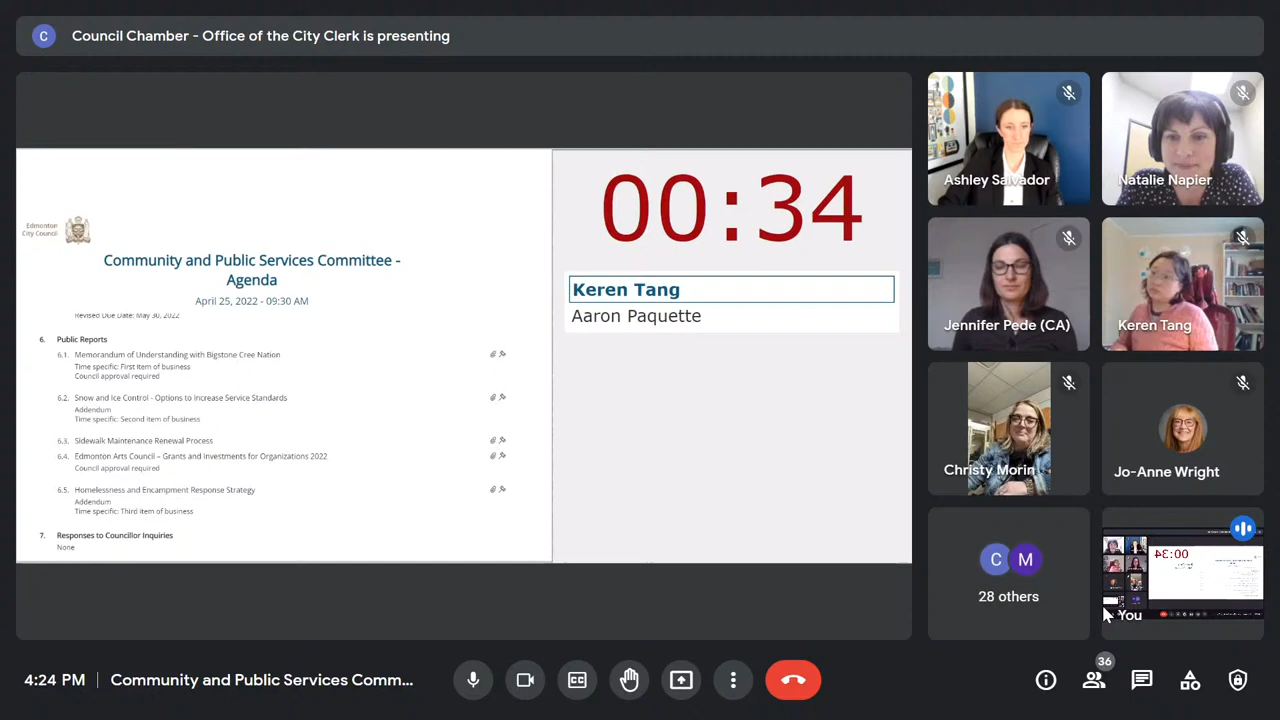 C Council Chamber - Office of the City Clerk is presenting
Edmonton
City Council
Community and Public Services Committee -
Agenda
April 25, 2022 - 09:30 AM
Revised Due Date: May 30, 2022
6. Public Reports
6.1. Memorandum of Understanding with Bigstone Cree Nation
Time specific: First item of business
Council approval required
6.2. Snow and Ice Control - Options to Increase Service Standards
Addendum
Time specific: Second item of business
6.3. Sidewalk Maintenance Renewal Process
6.4. Edmonton Arts Council – Grants and Investments for Organizations 2022
Council approval required
6.5. Homelessness and Encampment Response Strategy
Addendum
Time specific: Third item of business
7. Responses to Councillor Inquiries
None
00:34
Keren Tang
Aaron Paquette
Ashley Salvador
Natalie Napier
Jennifer Pede (CA)
Keren Tang
Christy Morin
Jo-Anne Wright
C M
28 others
00:34
You
4:24 PM | Community and Public Services Comm...
CC
36